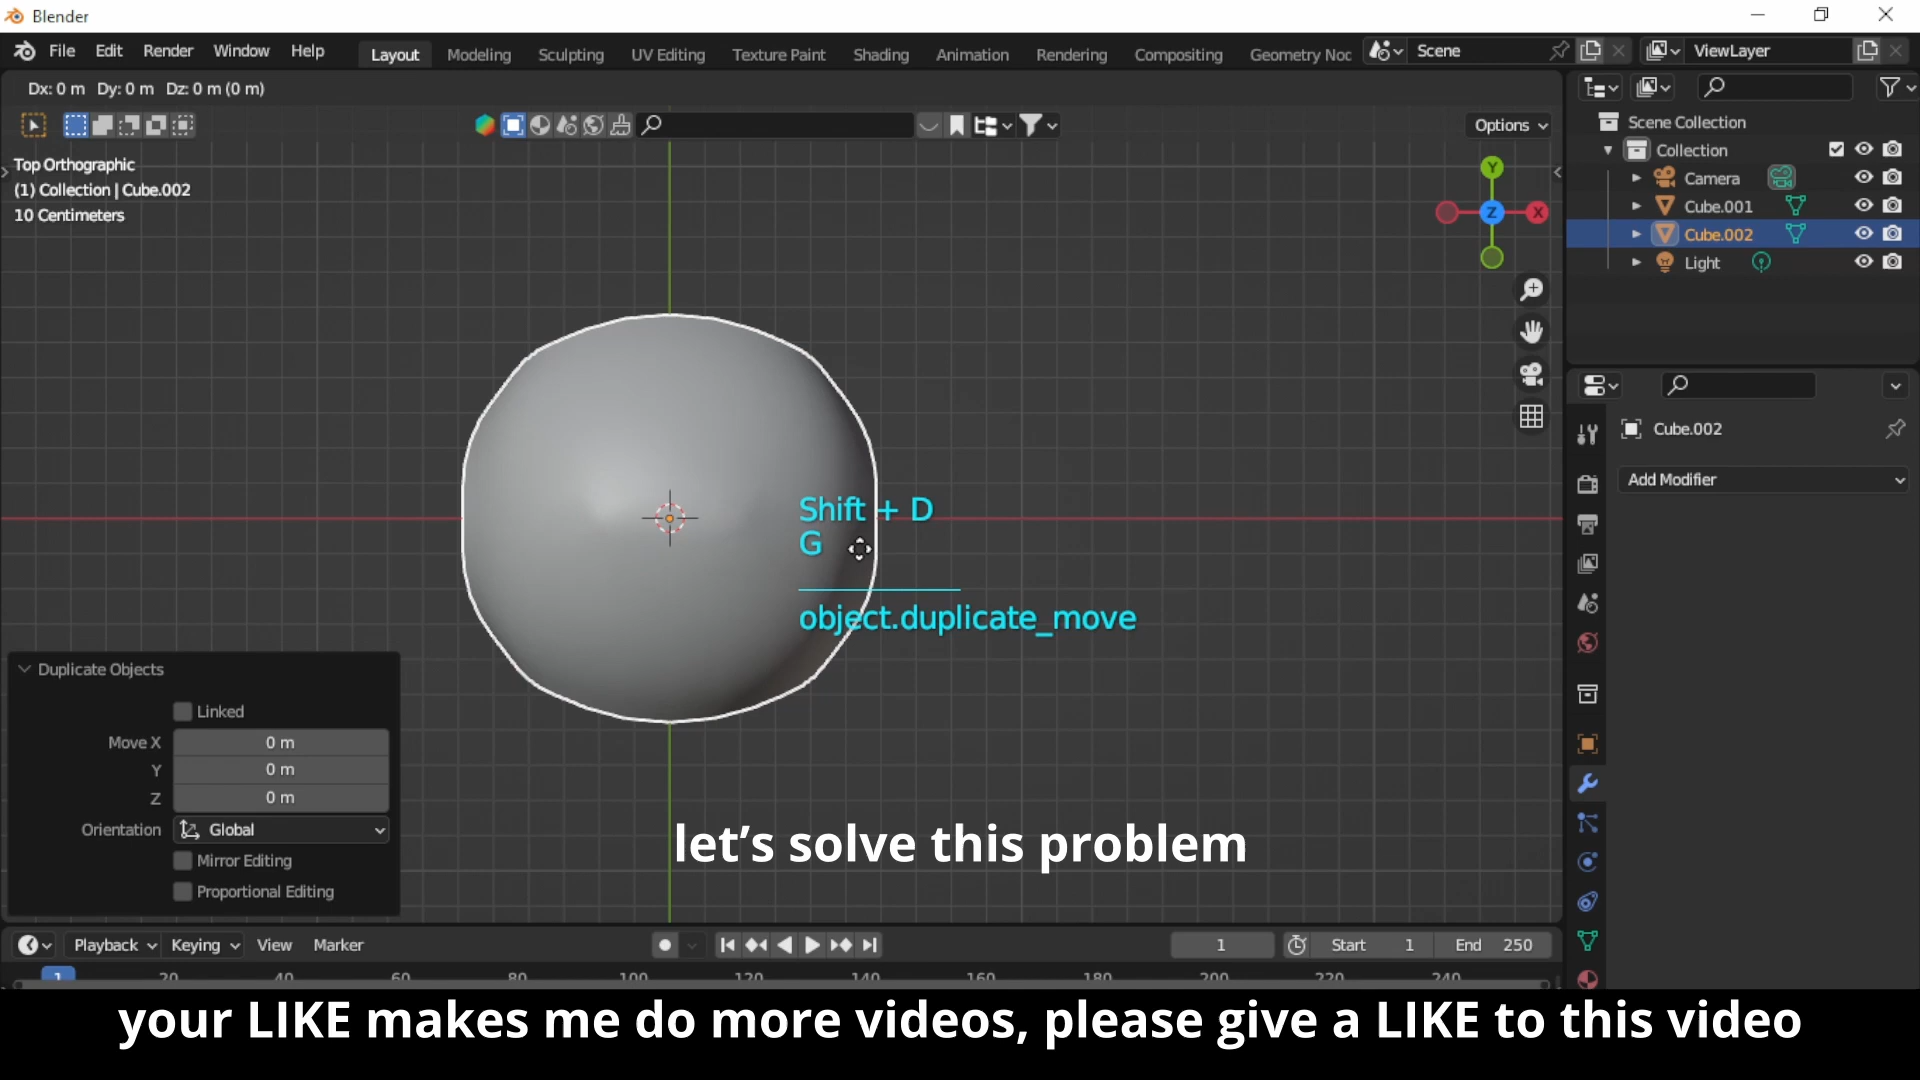 Blender
File Edit Render Window Help
Layout Modeling Sculpting UV Editing Texture Paint Shading Animation Rendering Compositing Geometry Noc
Scene
ViewLayer
Dx: 0 m Dy: 0 m Dz: 0 m (0 m)
Options
Top Orthographic
(1) Collection | Cube.002
10 Centimeters
Y
Z
X
Scene Collection
Collection
Camera
Cube.001
Cube.002
Light
Cube.002
Add Modifier
Shift + D
G
object.duplicate_move
Duplicate Objects
Linked
Move X 0 m
Y 0 m
Z 0 m
Orientation Global
Mirror Editing
Proportional Editing
let's solve this problem
Playback Keying View Marker
1 Start 1 End 250
1 20 40 60 80 100 120 140 160 180 200 220 240
your LIKE makes me do more videos, please give a LIKE to this video